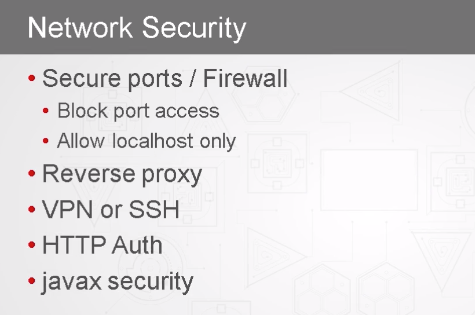 Network Security
• Secure ports / Firewall
• Block port access
• Allow localhost only
• Reverse proxy
• VPN or SSH
• HTTP Auth
• javax security